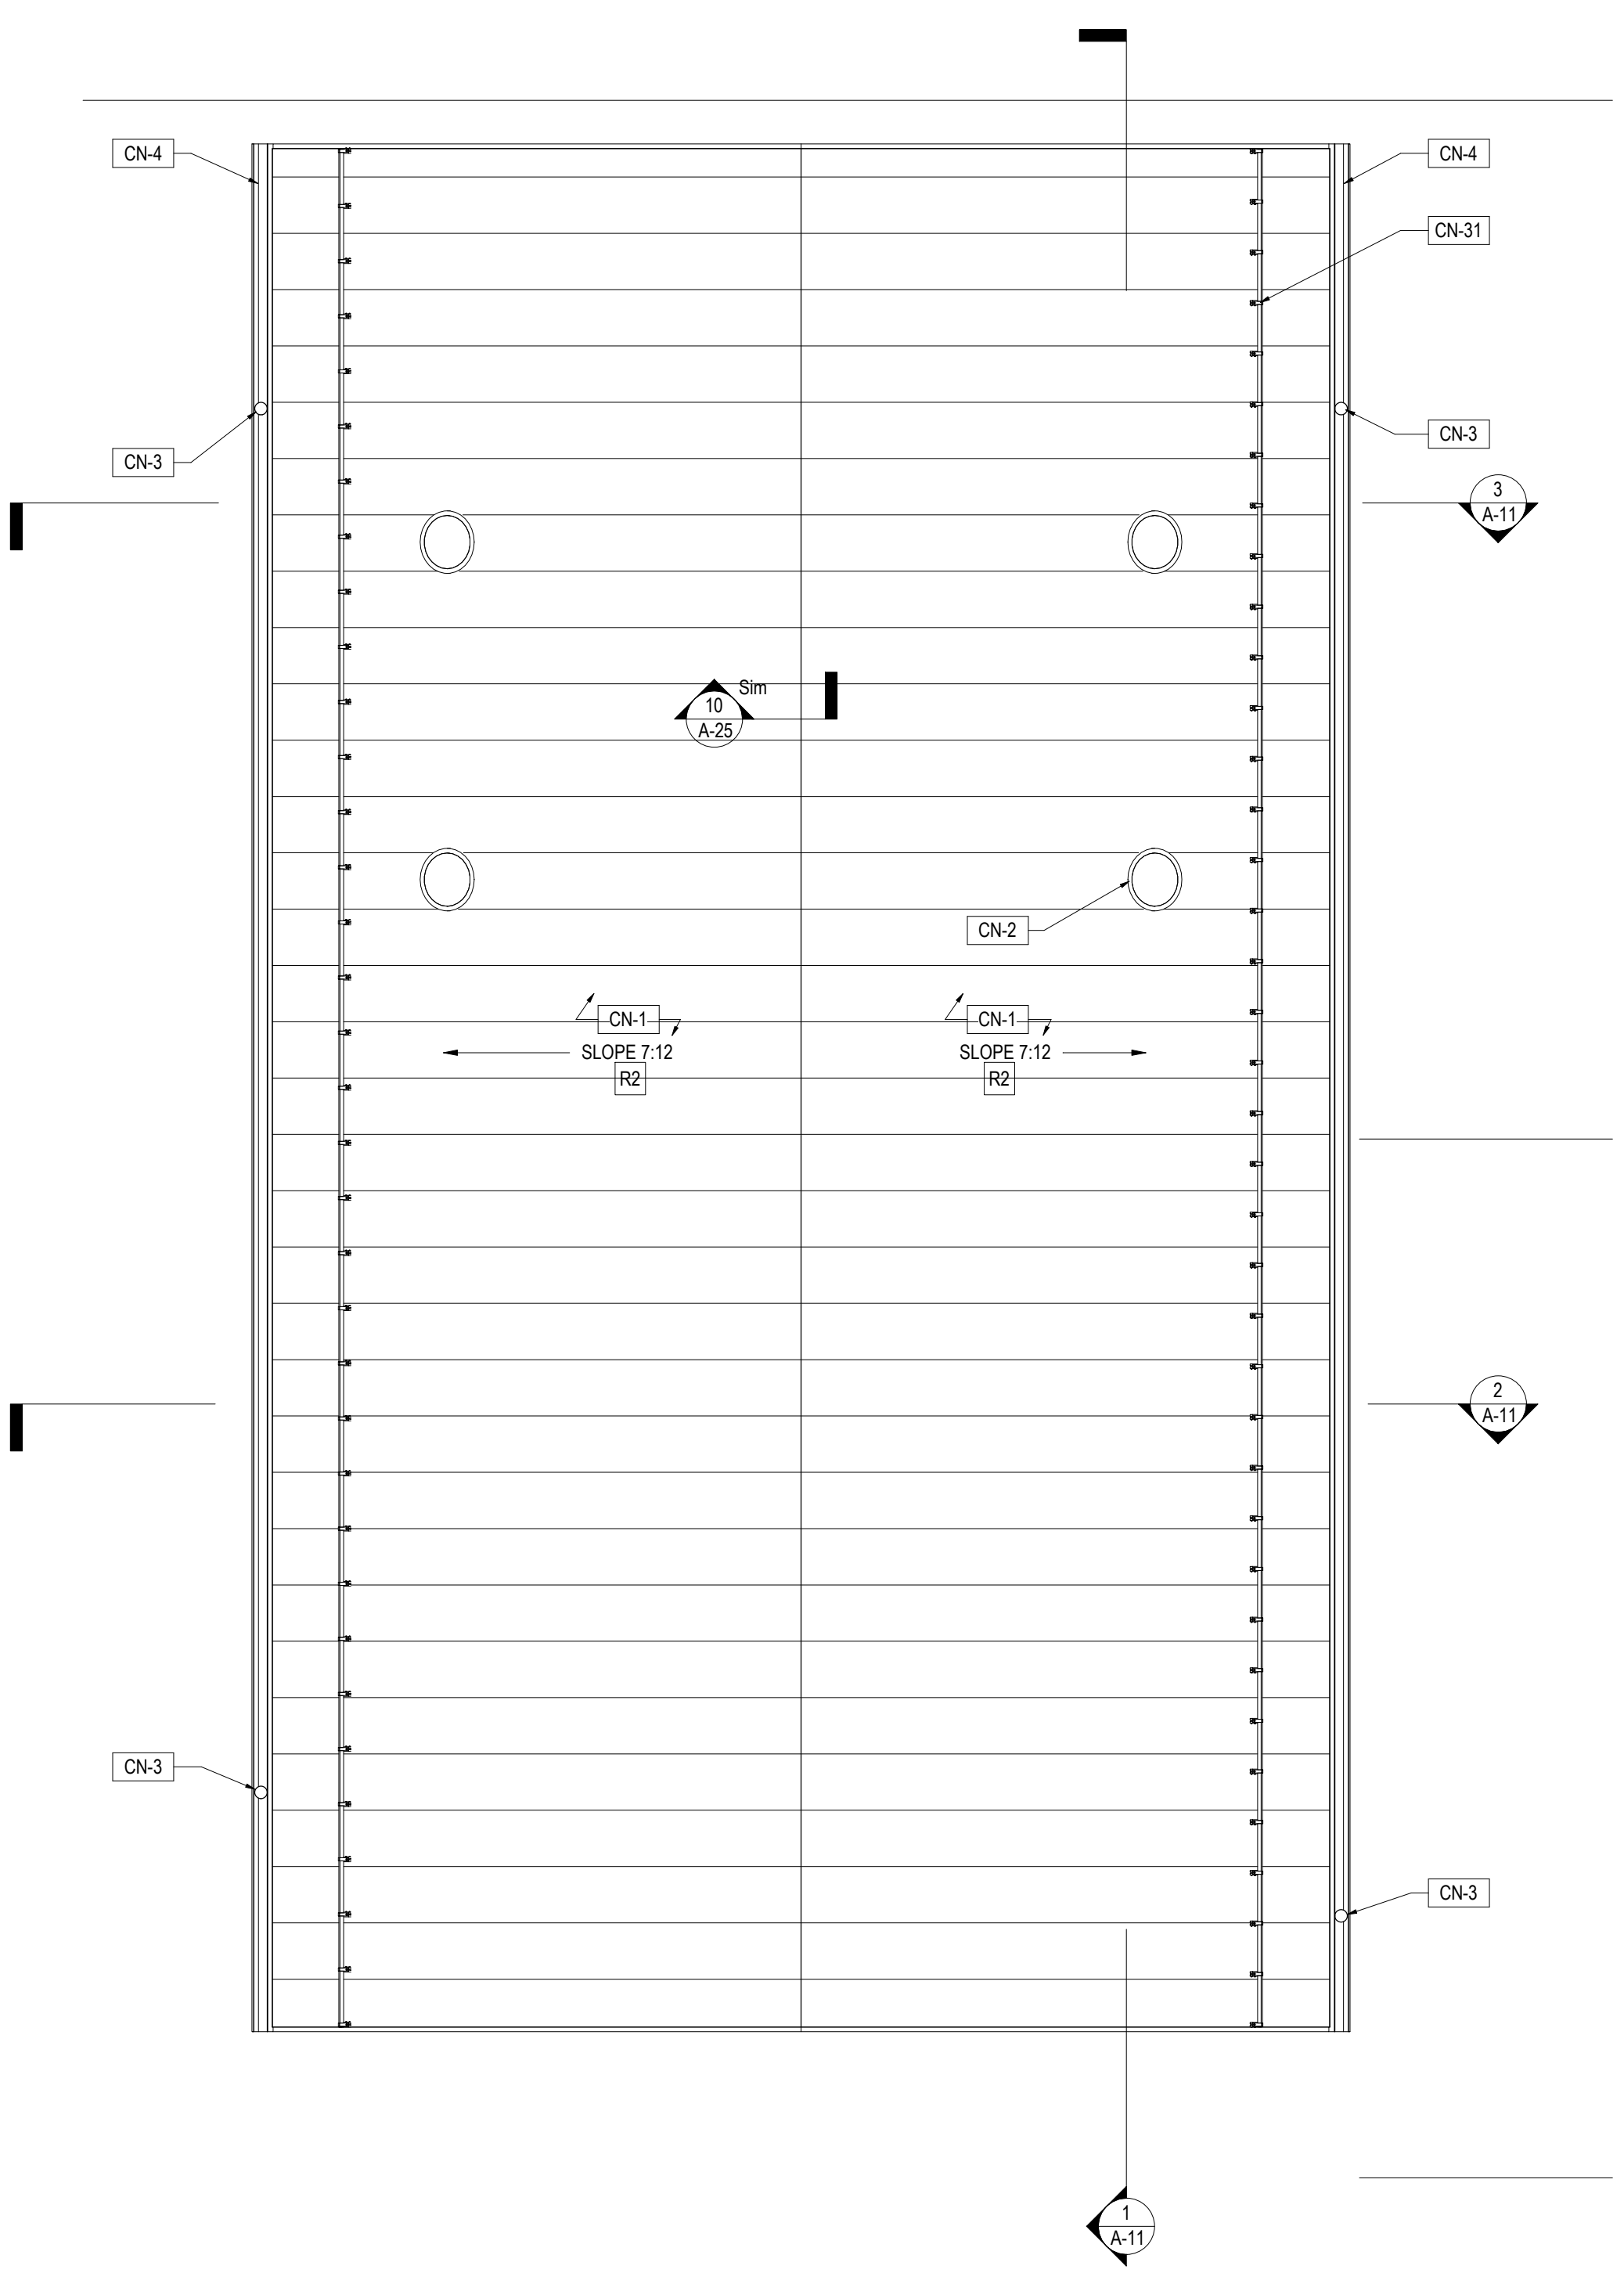 CN-4
CN-4
CN-31
CN-3
CN-3
3
A-11
Sim
10
A-25
CN-2
CN-1
CN-1
SLOPE 7:12
SLOPE 7:12
R2
R2
2
A-11
CN-3
CN-3
1
A-11